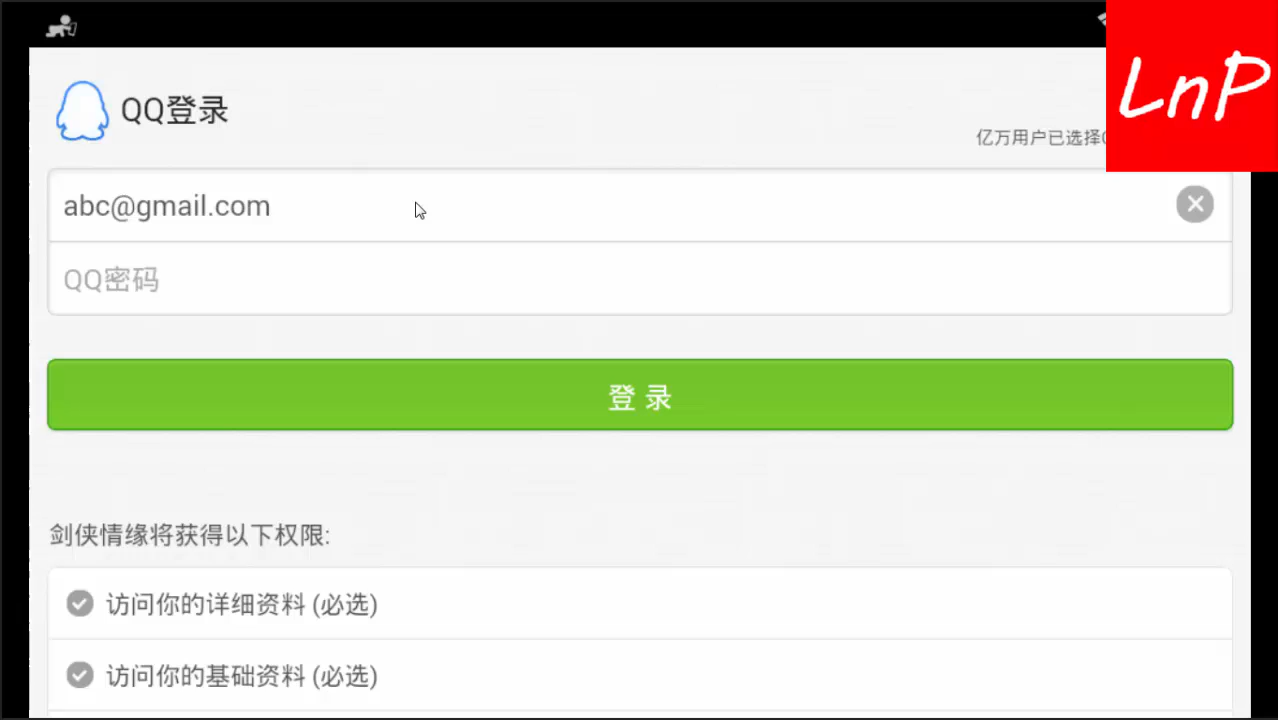 LnP
QQ登录
亿万用户已选择
abc@gmail.com
QQ密码
登 录
剑侠情缘将获得以下权限:
访问你的详细资料 (必选)
访问你的基础资料 (必选)